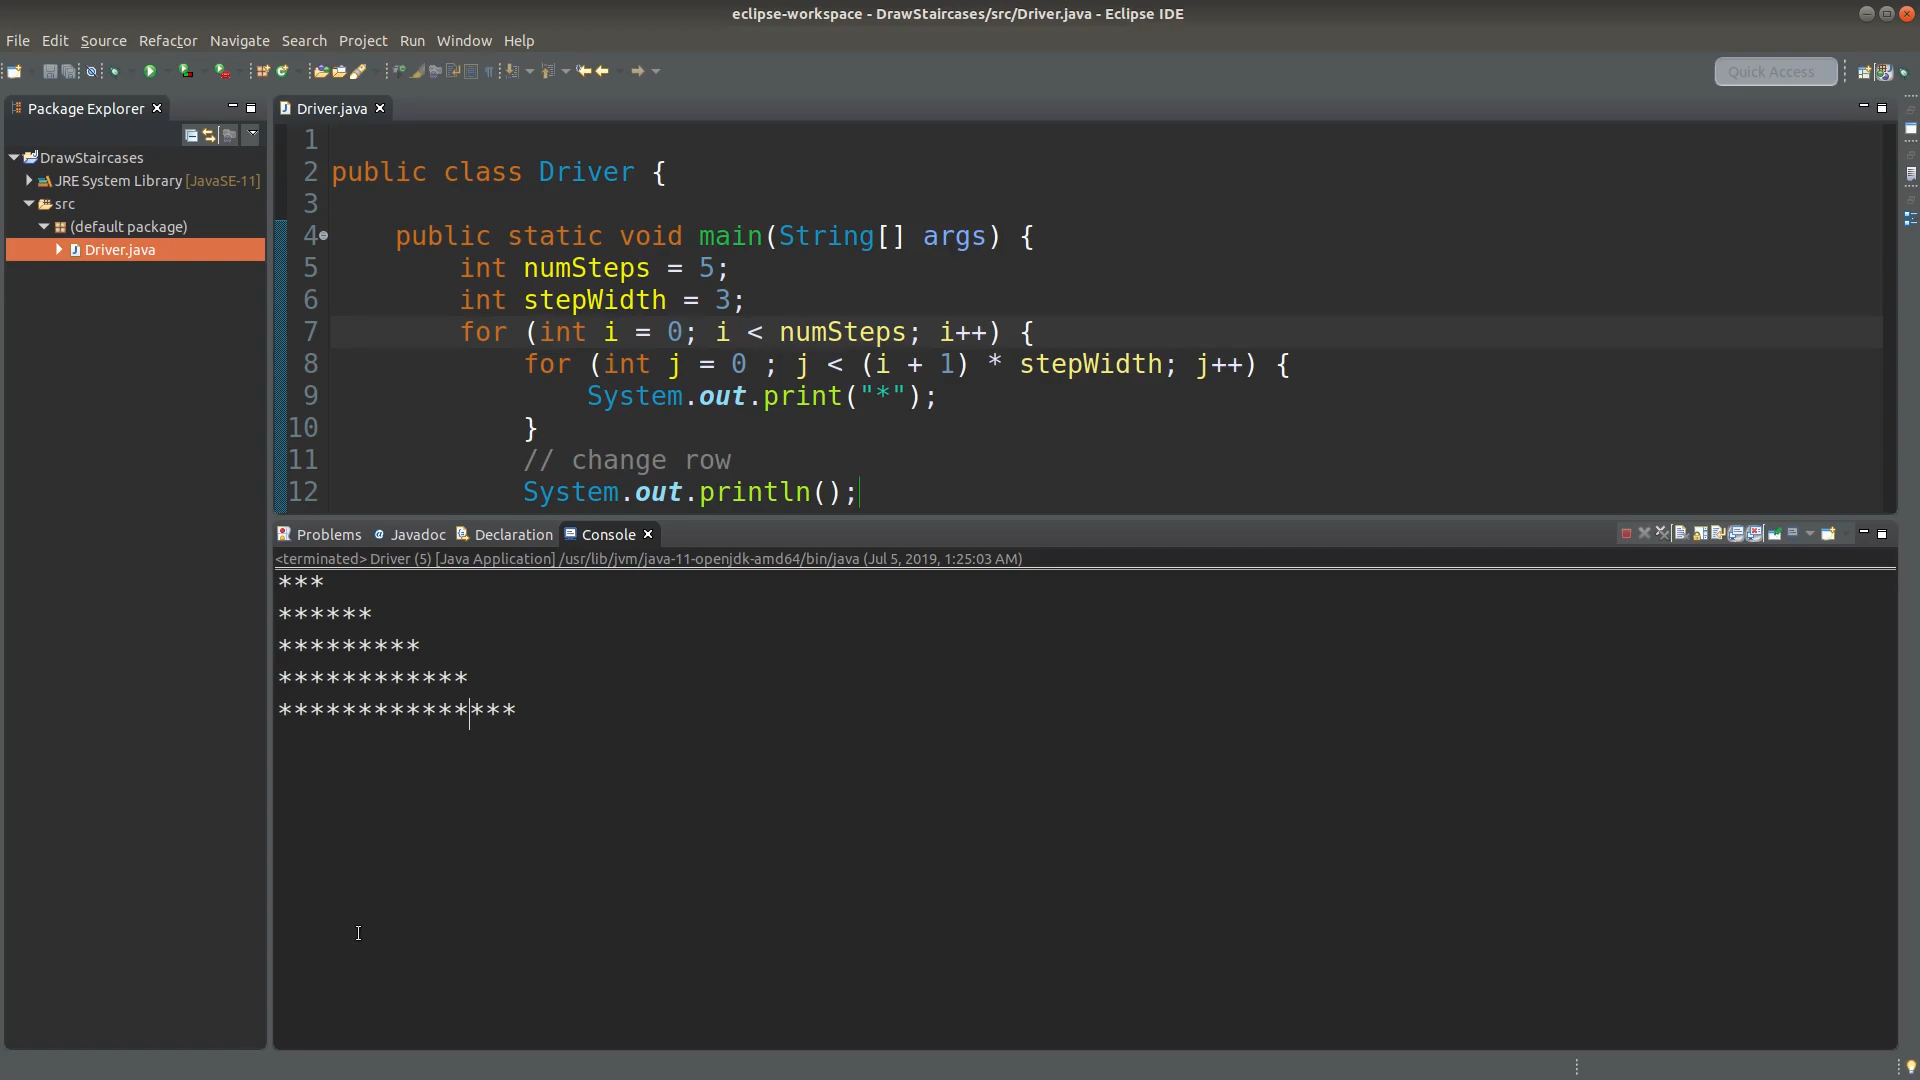 eclipse-workspace - DrawStaircases/src/Driver.java - Eclipse IDE
File Edit Source Refactor Navigate Search Project Run Window Help
Quick Access
Package Explorer
Driver.java
DrawStaircases
JRE System Library [JavaSE-11]
src
(default package)
Driver.java
1
2 public class Driver {
3
4     public static void main(String[] args) {
5         int numSteps = 5;
6         int stepWidth = 3;
7         for (int i = 0; i < numSteps; i++) {
8             for (int j = 0 ; j < (i + 1) * stepWidth; j++) {
9                 System.out.print("*");
10             }
11             // change row
12             System.out.println();
Problems Javadoc Declaration Console
<terminated> Driver (5) [Java Application] /usr/lib/jvm/java-11-openjdk-amd64/bin/java (Jul 5, 2019, 1:25:03 AM)
***
******
*********
************
***************